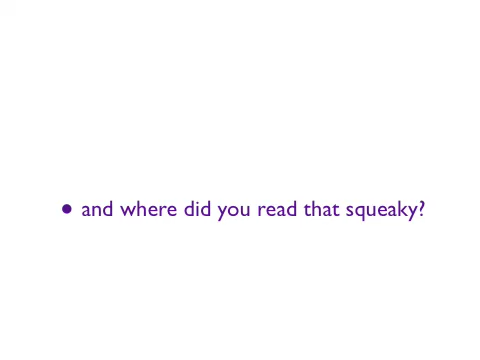 • and where did you read that squeaky?